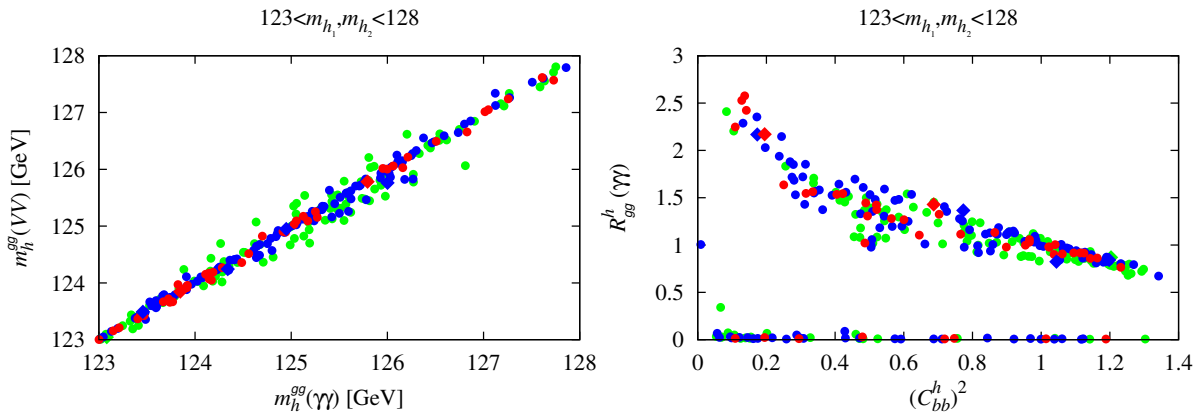 123<m_{h_1},m_{h_2}<128
m_h^{gg}(VV) [GeV]
128
127
126
125
124
123
123 124 125 126 127 128
m_h^{gg}(γγ) [GeV]
123<m_{h_1},m_{h_2}<128
R_{gg}^h(γγ)
3
2.5
2
1.5
1
0.5
0
0 0.2 0.4 0.6 0.8 1 1.2 1.4
(C_{bb}^h)^2